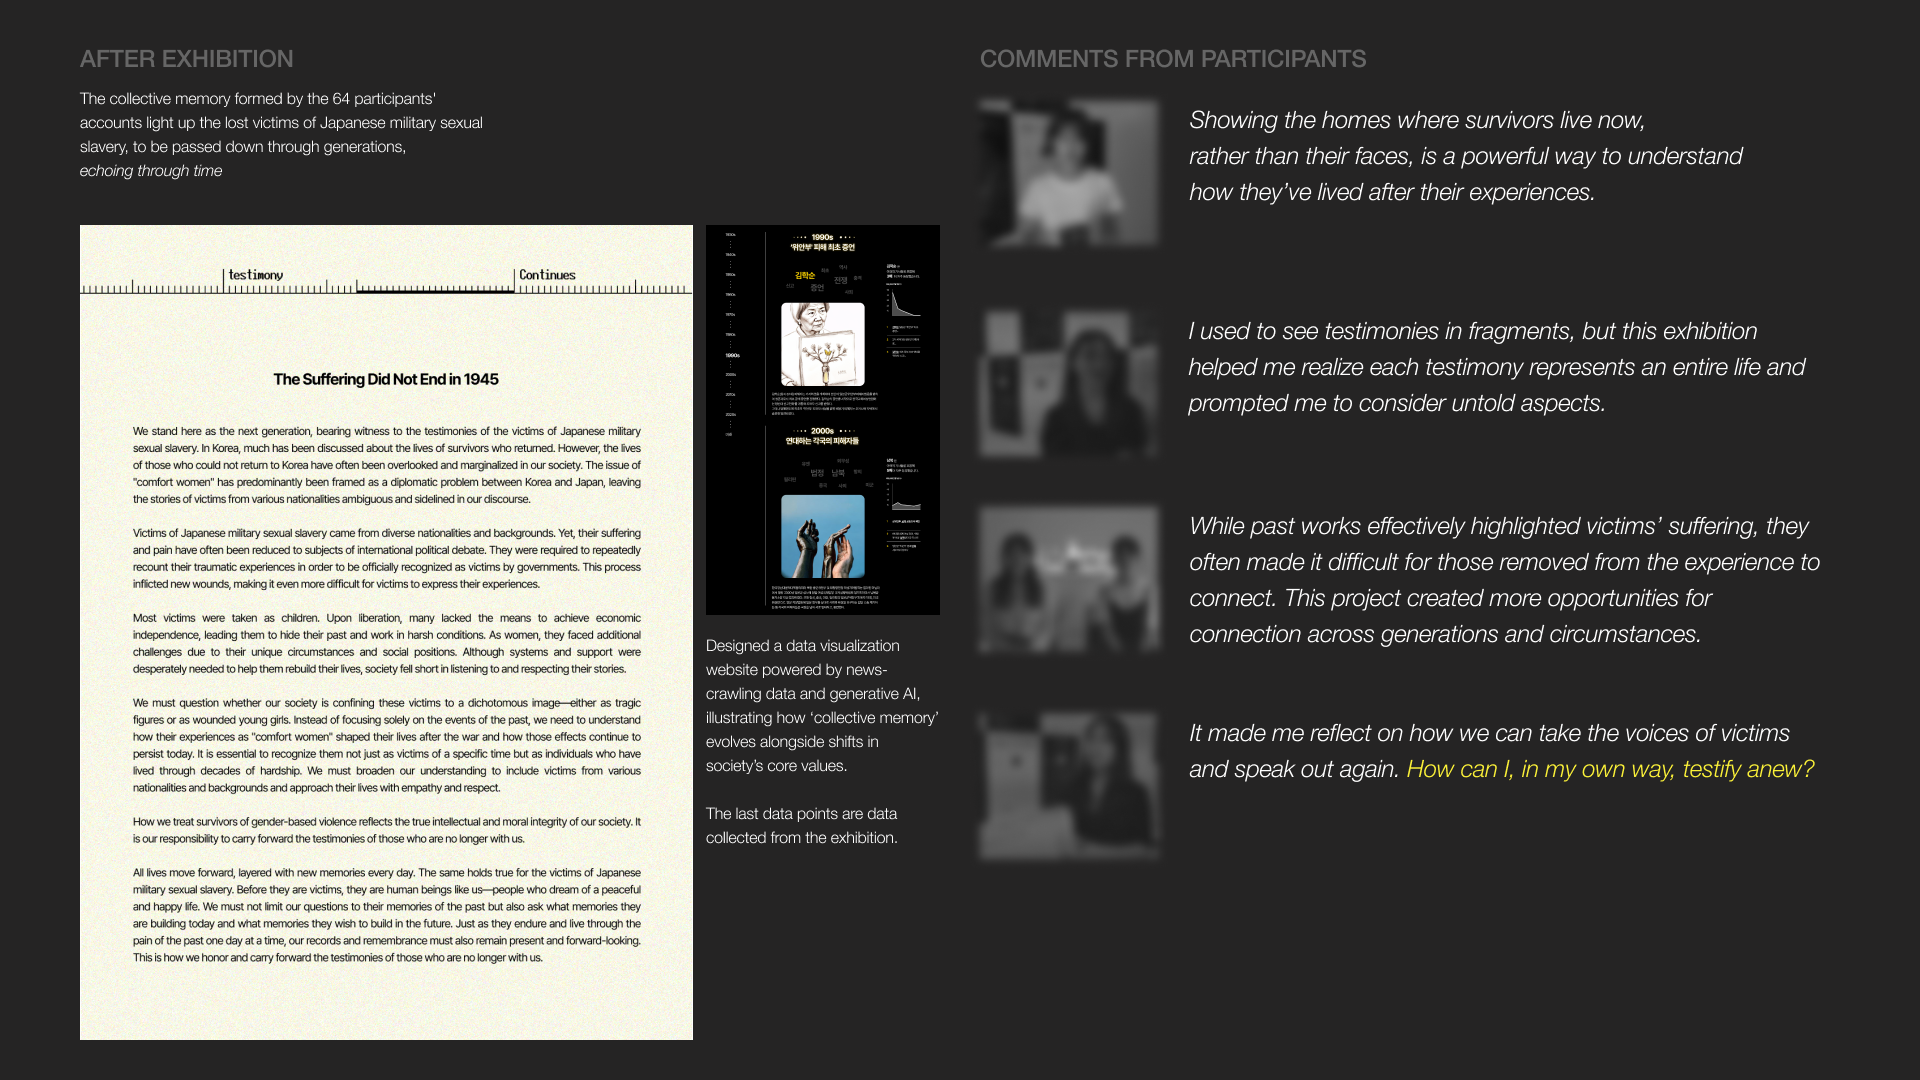 AFTER EXHIBITION
The collective memory formed by the 64 participants'
accounts light up the lost victims of Japanese military sexual
slavery, to be passed down through generations,
echoing through time
testimony
Continues
The Suffering Did Not End in 1945
We stand here as the next generation, bearing witness to the testimonies of the victims of Japanese military
sexual slavery. In Korea, much has been discussed about the lives of survivors who returned. However, the lives
of those who could not return to Korea have often been overlooked and marginalized in our society. The issue of
"comfort women" has predominantly been framed as a diplomatic problem between Korea and Japan, leaving
the stories of victims from various nationalities ambiguous and sidelined in our discourse.
Victims of Japanese military sexual slavery came from diverse nationalities and backgrounds. Yet, their suffering
and pain have often been reduced to subjects of international political debate. They were required to repeatedly
recount their traumatic experiences in order to be officially recognized as victims by governments. This process
inflicted new wounds, making it even more difficult for victims to express their experiences.
Most victims were taken as children. Upon liberation, many lacked the means to achieve economic
independence, leading them to hide their past and work in harsh conditions. As women, they faced additional
challenges due to their unique circumstances and social positions. Although systems and support were
desperately needed to help them rebuild their lives, society fell short in listening to and respecting their stories.
We must question whether our society is confining these victims to a dichotomous image—either as tragic
figures or as wounded young girls. Instead of focusing solely on the events of the past, we need to understand
how their experiences as "comfort women" shaped their lives after the war and how those effects continue to
persist today. It is essential to recognize them not just as victims of a specific time but as individuals who have
lived through decades of hardship. We must broaden our understanding to include victims from various
nationalities and backgrounds and approach their lives with empathy and respect.
How we treat survivors of gender-based violence reflects the true intellectual and moral integrity of our society. It
is our responsibility to carry forward the testimonies of those who are no longer with us.
All lives move forward, layered with new memories every day. The same holds true for the victims of Japanese
military sexual slavery. Before they are victims, they are human beings like us—people who dream of a peaceful
and happy life. We must not limit our questions to their memories of the past but also ask what memories they
are building today and what memories they wish to build in the future. Just as they endure and live through the
pain of the past one day at a time, our records and remembrance must also remain present and forward-looking.
This is how we honor and carry forward the testimonies of those who are no longer with us.
1990s
'위안부' 피해 최초 증언
김학순
전쟁
증언
1990s
2000s
연대하는 각국의 피해자들
법정 남북
Designed a data visualization
website powered by news-
crawling data and generative AI,
illustrating how ‘collective memory’
evolves alongside shifts in
society’s core values.
The last data points are data
collected from the exhibition.
COMMENTS FROM PARTICIPANTS
Showing the homes where survivors live now,
rather than their faces, is a powerful way to understand
how they’ve lived after their experiences.
I used to see testimonies in fragments, but this exhibition
helped me realize each testimony represents an entire life and
prompted me to consider untold aspects.
While past works effectively highlighted victims’ suffering, they
often made it difficult for those removed from the experience to
connect. This project created more opportunities for
connection across generations and circumstances.
It made me reflect on how we can take the voices of victims
and speak out again. How can I, in my own way, testify anew?